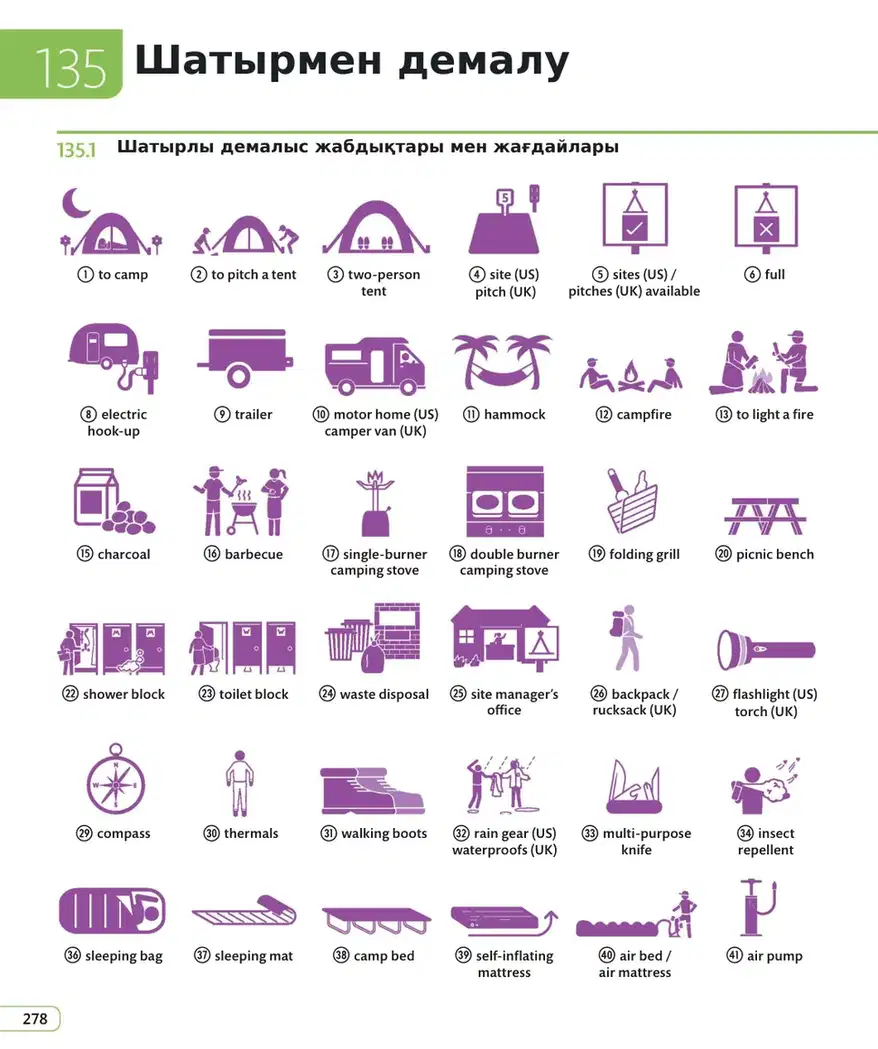 135
Шатырмен демалу
135.1 Шатырлы демалыс жабдықтары мен жағдайлары
5
① to camp
② to pitch a tent
③ two-person
tent
④ site (US)
pitch (UK)
⑤ sites (US) /
pitches (UK) available
⑥ full
⑧ electric
hook-up
⑨ trailer
⑩ motor home (US)
camper van (UK)
⑪ hammock
⑫ campfire
⑬ to light a fire
⑮ charcoal
⑯ barbecue
⑰ single-burner
camping stove
⑱ double burner
camping stove
⑲ folding grill
⑳ picnic bench
㉒ shower block
㉓ toilet block
㉔ waste disposal
㉕ site manager’s
office
㉖ backpack /
rucksack (UK)
㉗ flashlight (US)
torch (UK)
N
W E
S
㉙ compass
㉚ thermals
㉛ walking boots
㉜ rain gear (US)
waterproofs (UK)
㉝ multi-purpose
knife
㉞ insect
repellent
㊱ sleeping bag
㊲ sleeping mat
㊳ camp bed
㊴ self-inflating
mattress
㊵ air bed /
air mattress
㊶ air pump
278